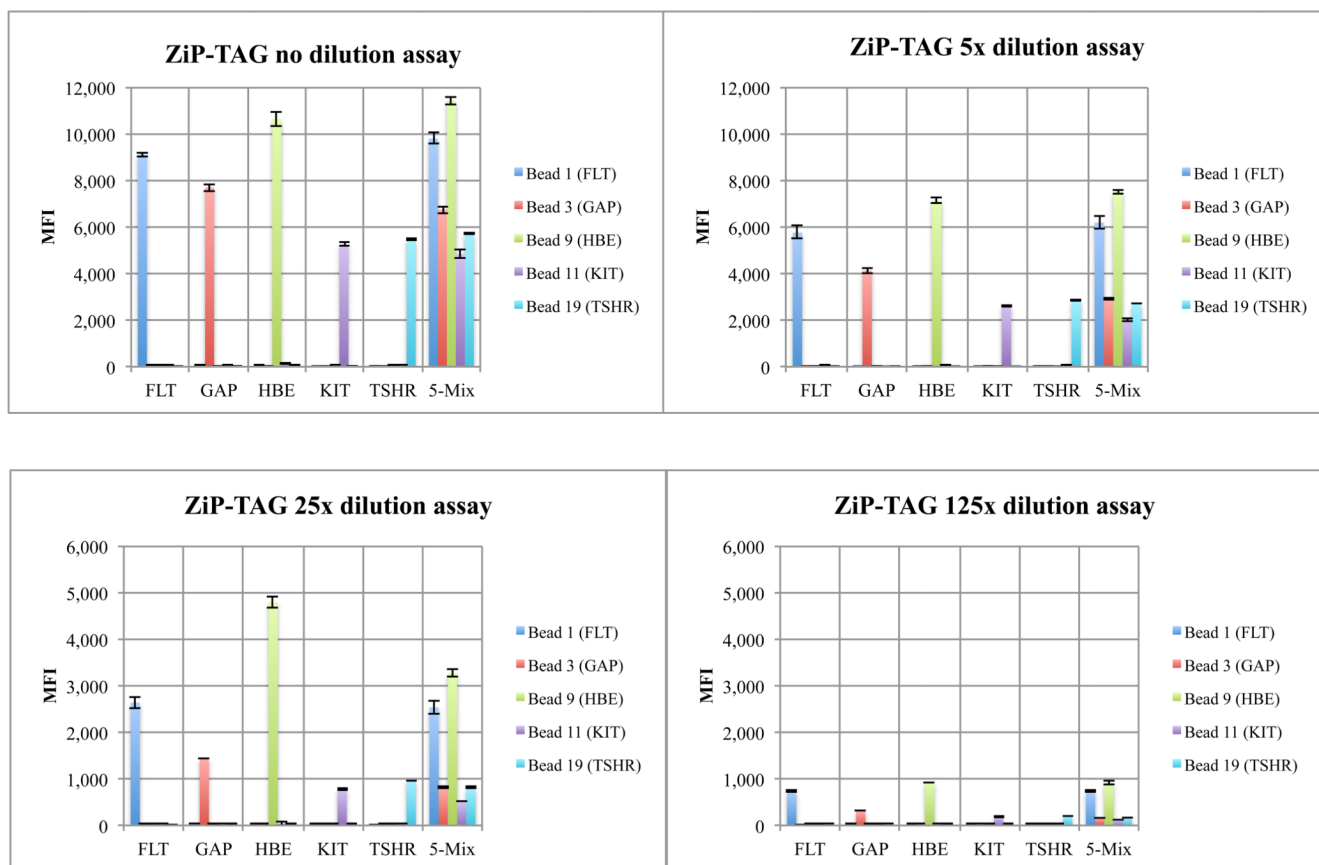 ZiP-TAG no dilution assay
12,000
10,000
8,000
6,000
4,000
2,000
0
MFI
FLT GAP HBE KIT TSHR 5-Mix
Bead 1 (FLT)
Bead 3 (GAP)
Bead 9 (HBE)
Bead 11 (KIT)
Bead 19 (TSHR)
ZiP-TAG 5x dilution assay
12,000
10,000
8,000
6,000
4,000
2,000
0
MFI
FLT GAP HBE KIT TSHR 5-Mix
Bead 1 (FLT)
Bead 3 (GAP)
Bead 9 (HBE)
Bead 11 (KIT)
Bead 19 (TSHR)
ZiP-TAG 25x dilution assay
6,000
5,000
4,000
3,000
2,000
1,000
0
MFI
FLT GAP HBE KIT TSHR 5-Mix
Bead 1 (FLT)
Bead 3 (GAP)
Bead 9 (HBE)
Bead 11 (KIT)
Bead 19 (TSHR)
ZiP-TAG 125x dilution assay
6,000
5,000
4,000
3,000
2,000
1,000
0
MFI
FLT GAP HBE KIT TSHR 5-Mix
Bead 1 (FLT)
Bead 3 (GAP)
Bead 9 (HBE)
Bead 11 (KIT)
Bead 19 (TSHR)